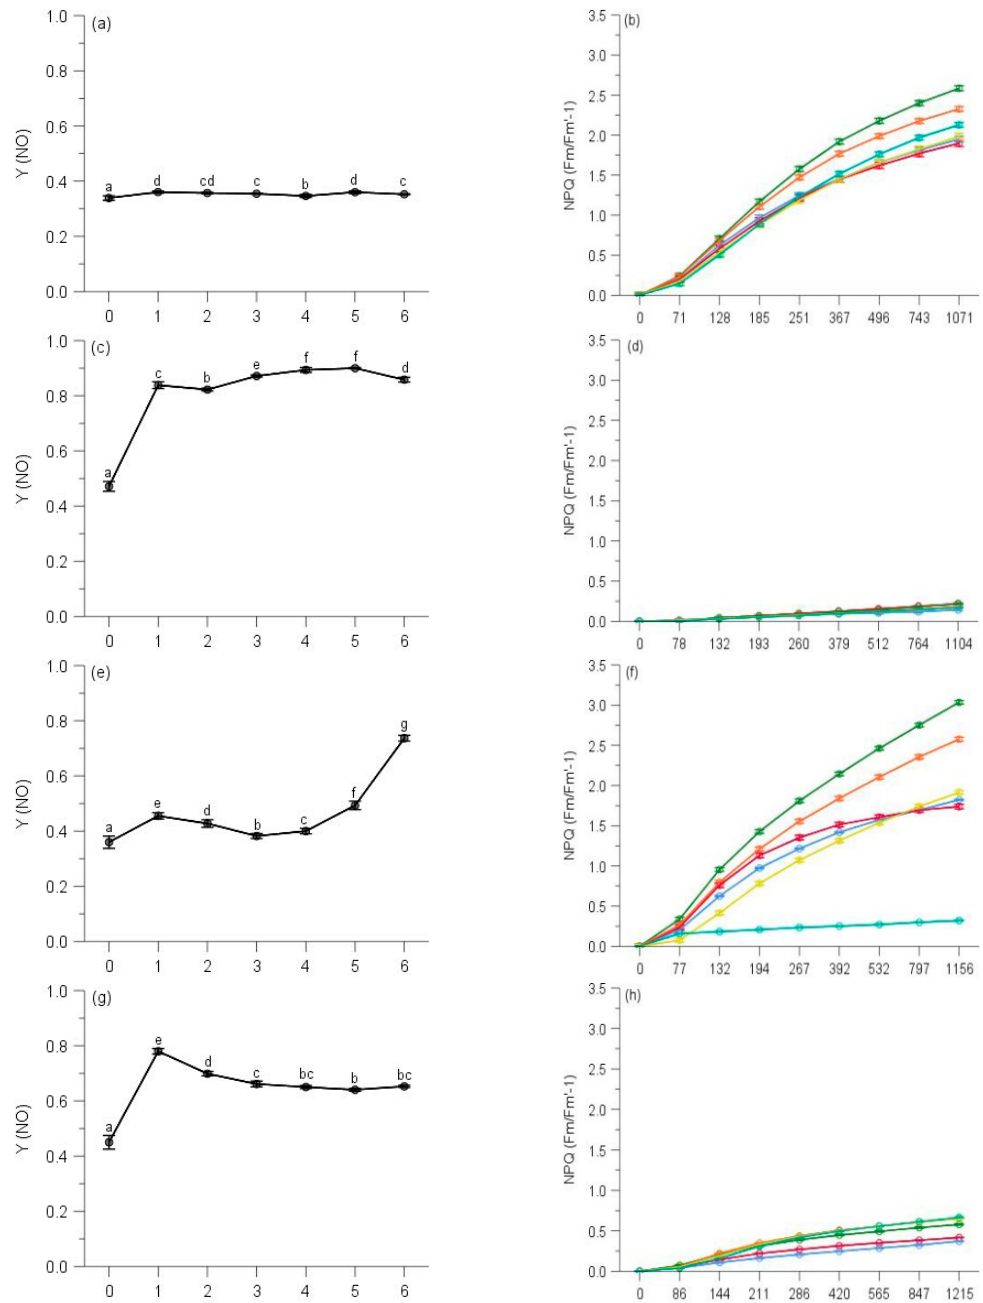 (a)
1.0
0.8
0.6
0.4
0.2
0.0
Y (NO)
a d cd c b d c
0 1 2 3 4 5 6
(b)
3.5
3.0
2.5
2.0
1.5
1.0
0.5
0.0
NPQ (Fm/Fm'-1)
0 71 128 185 251 367 496 743 1071
(c)
1.0
0.8
0.6
0.4
0.2
0.0
Y (NO)
a c b e f f d
0 1 2 3 4 5 6
(d)
3.5
3.0
2.5
2.0
1.5
1.0
0.5
0.0
NPQ (Fm/Fm'-1)
0 78 132 193 260 379 512 764 1104
(e)
1.0
0.8
0.6
0.4
0.2
0.0
Y (NO)
a e d b c f g
0 1 2 3 4 5 6
(f)
3.5
3.0
2.5
2.0
1.5
1.0
0.5
0.0
NPQ (Fm/Fm'-1)
0 77 132 194 267 392 532 797 1156
(g)
1.0
0.8
0.6
0.4
0.2
0.0
Y (NO)
a e d c bc b bc
0 1 2 3 4 5 6
(h)
3.5
3.0
2.5
2.0
1.5
1.0
0.5
0.0
NPQ (Fm/Fm'-1)
0 86 144 211 286 420 565 847 1215